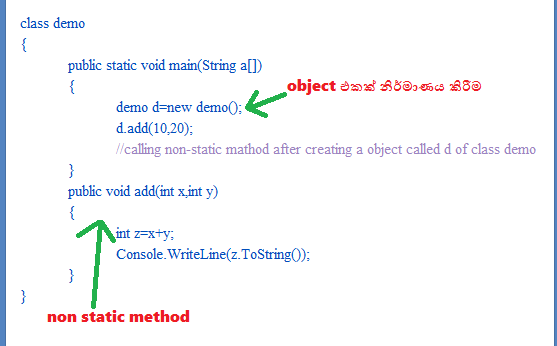 class demo
{
public static void main(String a[])
{
object එකක් නිර්මාණය කිරීම
demo d=new demo();
d.add(10,20);
//calling non-static mathod after creating a object called d of class demo
}
public void add(int x,int y)
{
int z=x+y;
Console.WriteLine(z.ToString());
}
}
non static method